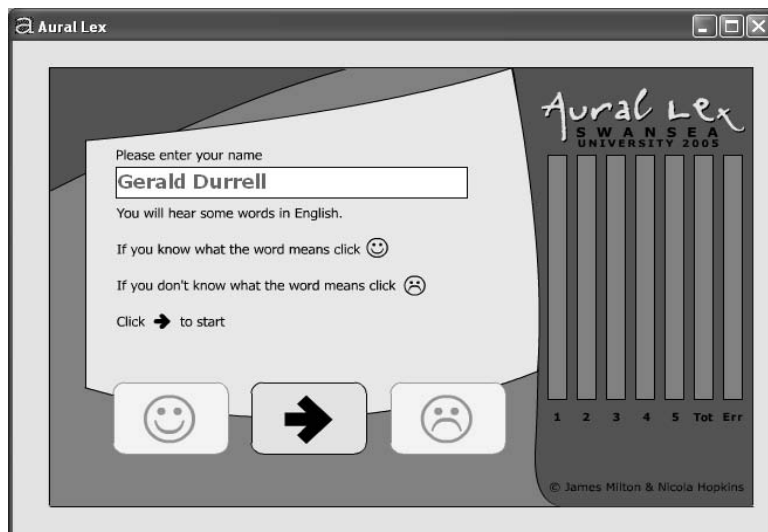 Aural Lex
Aural Lex
SWANSEA
UNIVERSITY 2005
Please enter your name
Gerald Durrell
You will hear some words in English.
If you know what the word means click
If you don't know what the word means click
Click to start
1 2 3 4 5 Tot Err
© James Milton & Nicola Hopkins